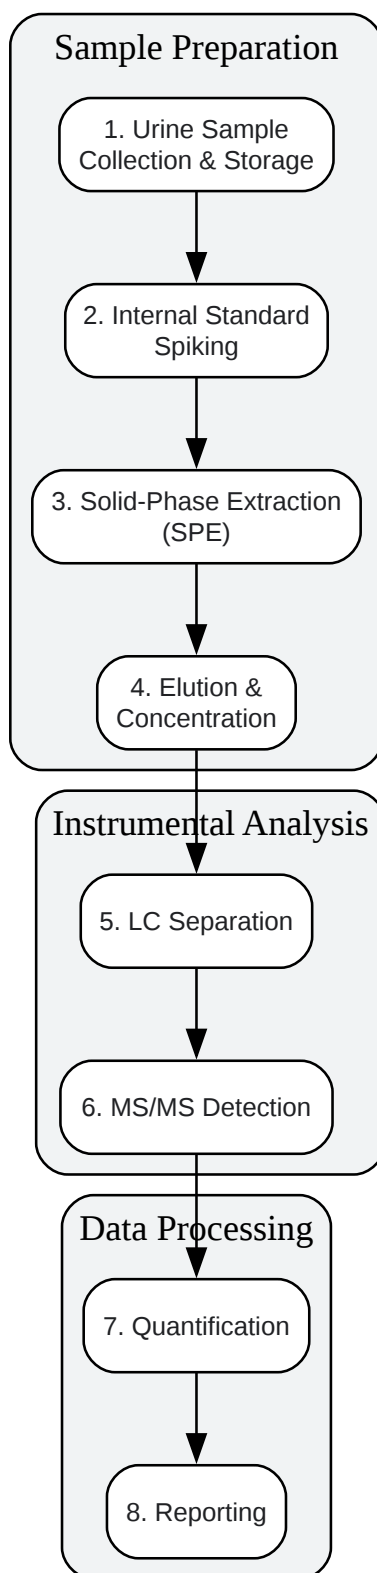 Sample Preparation
1. Urine Sample
Collection & Storage
2. Internal Standard
Spiking
3. Solid-Phase Extraction
(SPE)
4. Elution &
Concentration
Instrumental Analysis
5. LC Separation
6. MS/MS Detection
Data Processing
7. Quantification
8. Reporting